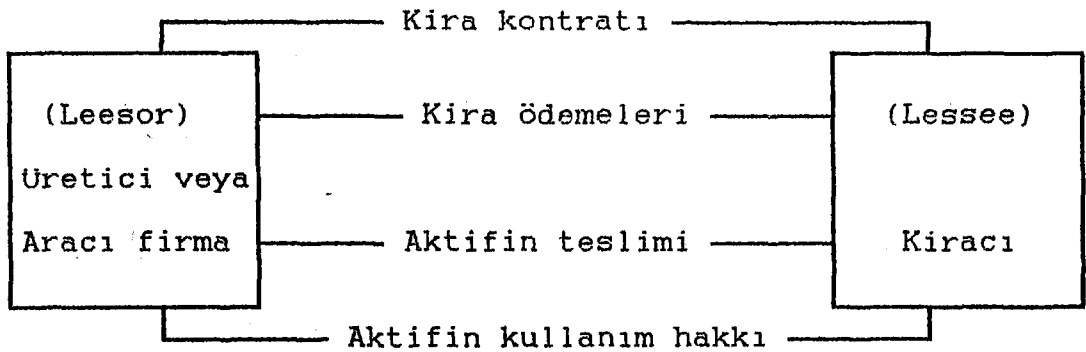 Kira kontratı
(Leesor) Kira ödemeleri (Lessee)
Üretici veya
Aracı firma Aktifin teslimi Kiracı
Aktifin kullanım hakkı